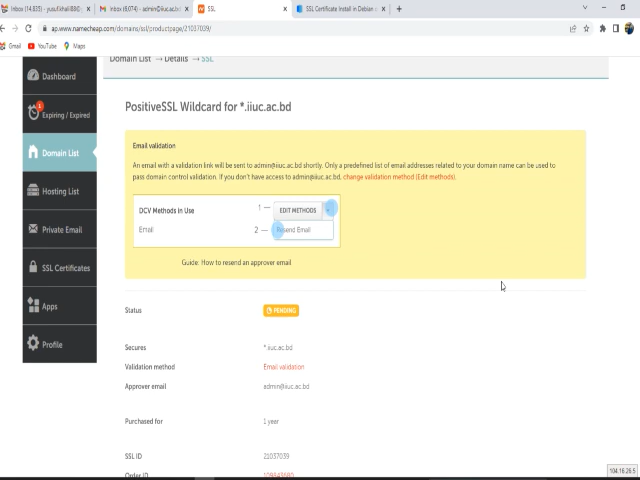 Inbox (14,835) - yusufkhalil880@
Inbox (6,074) - admin@iiuc.ac.bd
SSL
SSL Certificate Install in Debian
ap.www.namecheap.com/domains/ssl/productpage/21037039/
Gmail YouTube Maps
Domain List → Details → SSL
Dashboard
Expiring / Expired
1
Domain List
Hosting List
Private Email
SSL Certificates
Apps
Profile
PositiveSSL Wildcard for *.iiuc.ac.bd
Email validation
An email with a validation link will be sent to admin@iiuc.ac.bd shortly. Only a predefined list of email addresses related to your domain name can be used to
pass domain control validation. If you don't have access to admin@iiuc.ac.bd, change validation method (Edit methods).
DCV Methods in Use 1 — EDIT METHODS
Email 2 — Resend Email
Guide: How to resend an approver email
Status PENDING
Secures *.iiuc.ac.bd
Validation method Email validation
Approver email admin@iiuc.ac.bd
Purchased for 1 year
SSL ID 21037039
Order ID
104.16.26.5